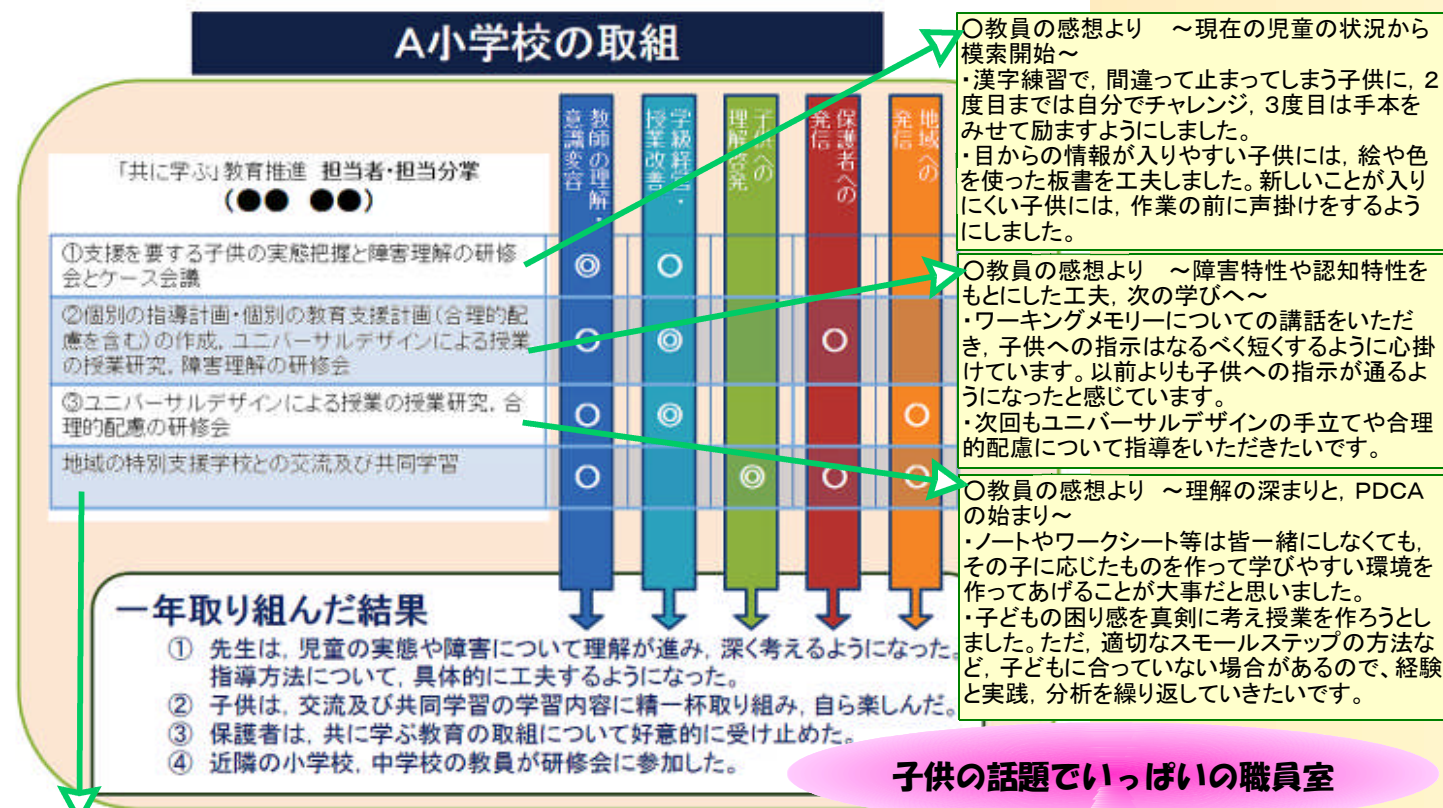 A小学校の取組
教師の理解・
意識変容
学級経営・
授業改善
子供への
理解啓発
保護者への
発信
地域への
発信
「共に学ぶ」教育推進 担当者・担当分掌
（●● ●●）
①支援を要する子供の実態把握と障害理解の研修
会とケース会議
◎ ○
②個別の指導計画・個別の教育支援計画（合理的配
慮を含む）の作成，ユニバーサルデザインによる授業
の授業研究，障害理解の研修会
○ ◎ ○
③ユニバーサルデザインによる授業の授業研究，合
理的配慮の研修会
○ ◎ ○
地域の特別支援学校との交流及び共同学習
○ ◎ ○ ○
一年取り組んだ結果
① 先生は，児童の実態や障害について理解が進み，深く考えるようになった。
指導方法について，具体的に工夫するようになった。
② 子供は，交流及び共同学習の学習内容に精一杯取り組み，自ら楽しんだ。
③ 保護者は，共に学ぶ教育の取組について好意的に受け止めた。
④ 近隣の小学校，中学校の教員が研修会に参加した。
○教員の感想より ～現在の児童の状況から
模索開始～
・漢字練習で，間違って止まってしまう子供に，２
度目までは自分でチャレンジ，３度目は手本を
みせて励ますようにしました。
・目からの情報が入りやすい子供には，絵や色
を使った板書を工夫しました。新しいことが入り
にくい子供には，作業の前に声掛けをするよう
にしました。
○教員の感想より ～障害特性や認知特性を
もとにした工夫，次の学びへ～
・ワーキングメモリーについての講話をいただ
き，子供への指示はなるべく短くするように心掛
けています。以前よりも子供への指示が通るよ
うになったと感じています。
・次回もユニバーサルデザインの手立てや合理
的配慮について指導をいただきたいです。
○教員の感想より ～理解の深まりと，PDCA
の始まり～
・ノートやワークシート等は皆一緒にしなくても，
その子に応じたものを作って学びやすい環境を
作ってあげることが大事だと思いました。
・子どもの困り感を真剣に考え授業を作ろうとし
ました。ただ，適切なスモールステップの方法な
ど，子どもに合っていない場合があるので、経験
と実践，分析を繰り返していきたいです。
子供の話題でいっぱいの職員室